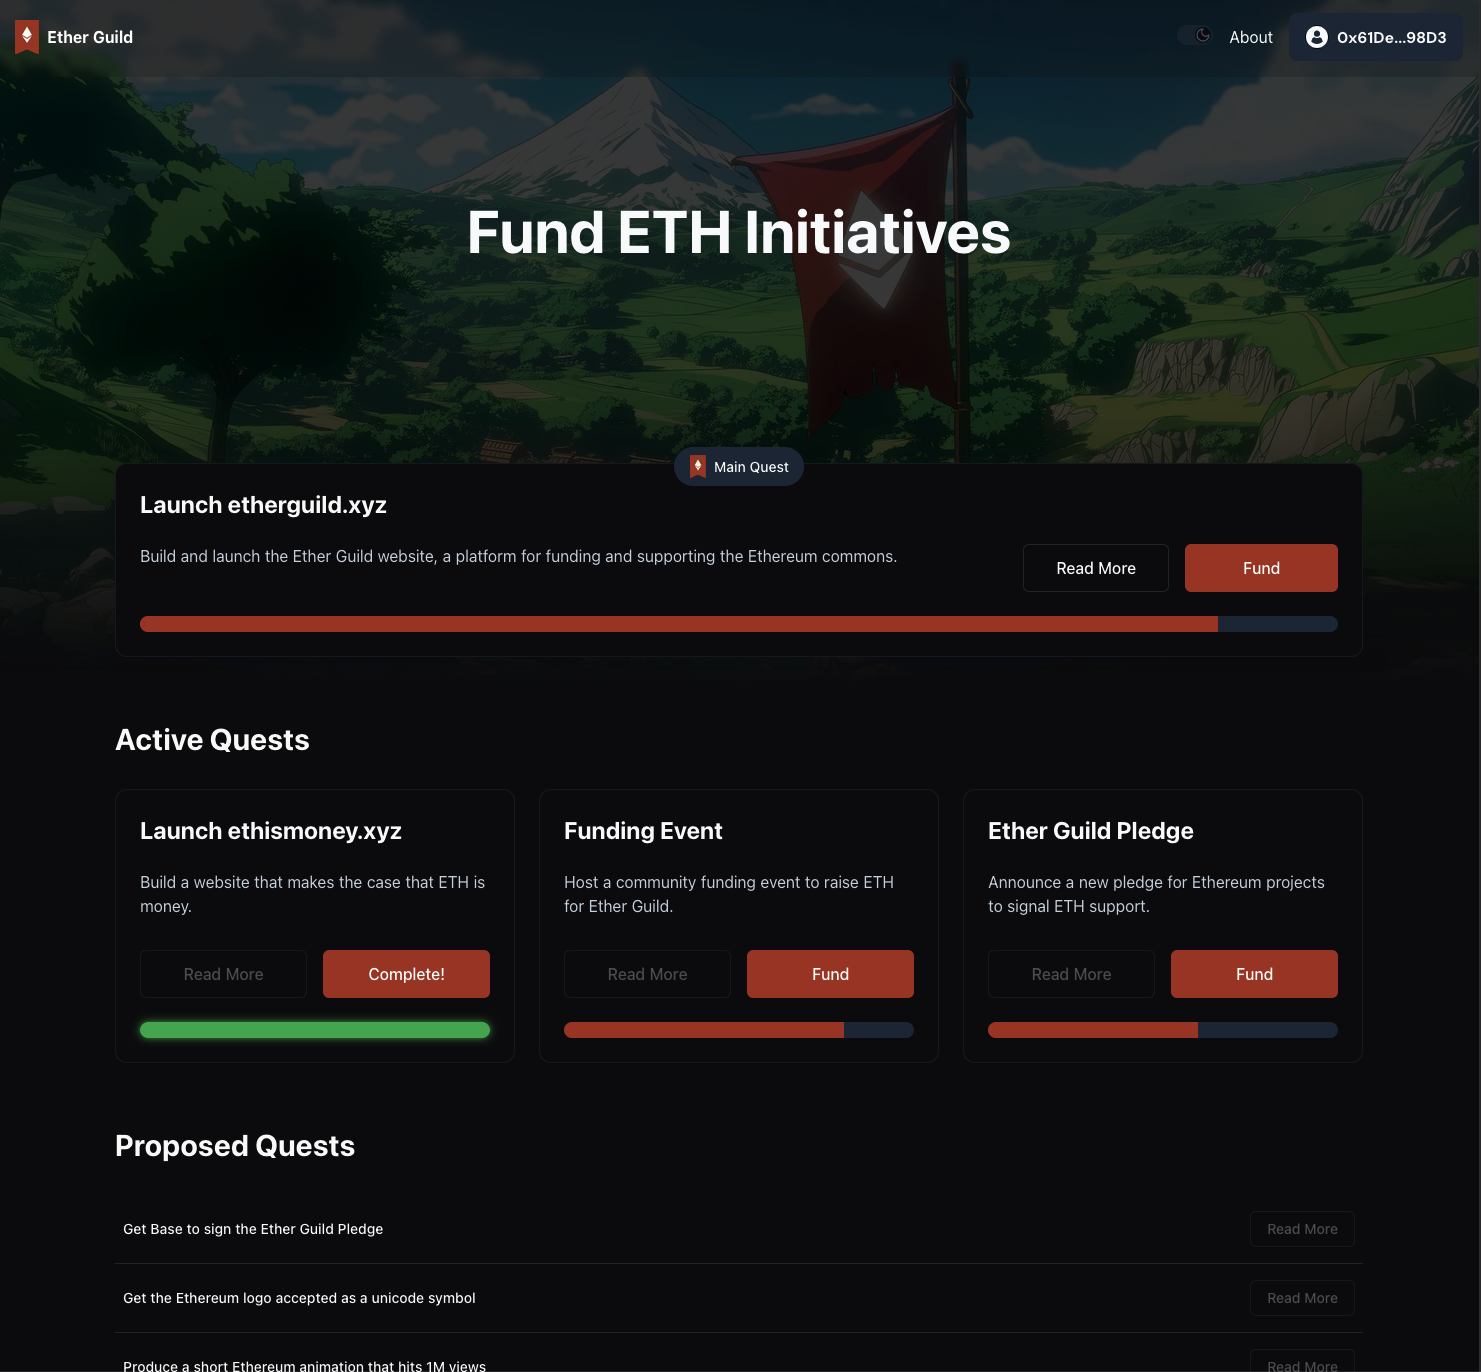 Ether Guild
About
0x61De...98D3
Fund ETH Initiatives
Main Quest
Launch etherguild.xyz
Build and launch the Ether Guild website, a platform for funding and supporting the Ethereum commons.
Read More
Fund
Active Quests
Launch ethismoney.xyz
Build a website that makes the case that ETH is
money.
Read More
Complete!
Funding Event
Host a community funding event to raise ETH
for Ether Guild.
Read More
Fund
Ether Guild Pledge
Announce a new pledge for Ethereum projects
to signal ETH support.
Read More
Fund
Proposed Quests
Get Base to sign the Ether Guild Pledge
Read More
Get the Ethereum logo accepted as a unicode symbol
Read More
Produce a short Ethereum animation that hits 1M views
Read More